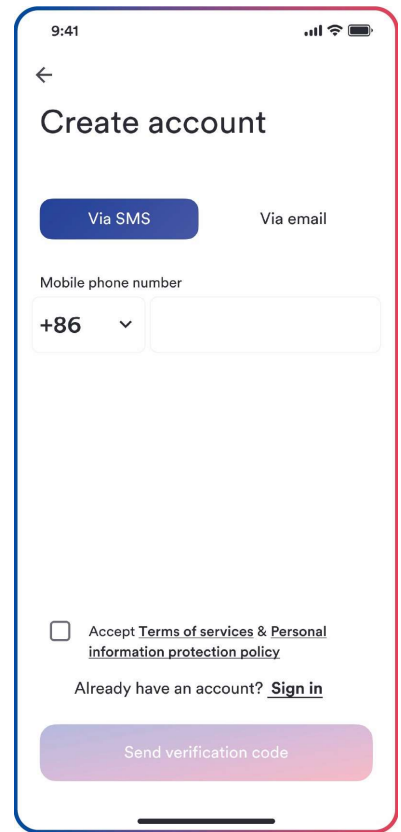 9:41
Create account
Via SMS
Via email
Mobile phone number
+86
Accept Terms of services & Personal
information protection policy
Already have an account? Sign in
Send verification code